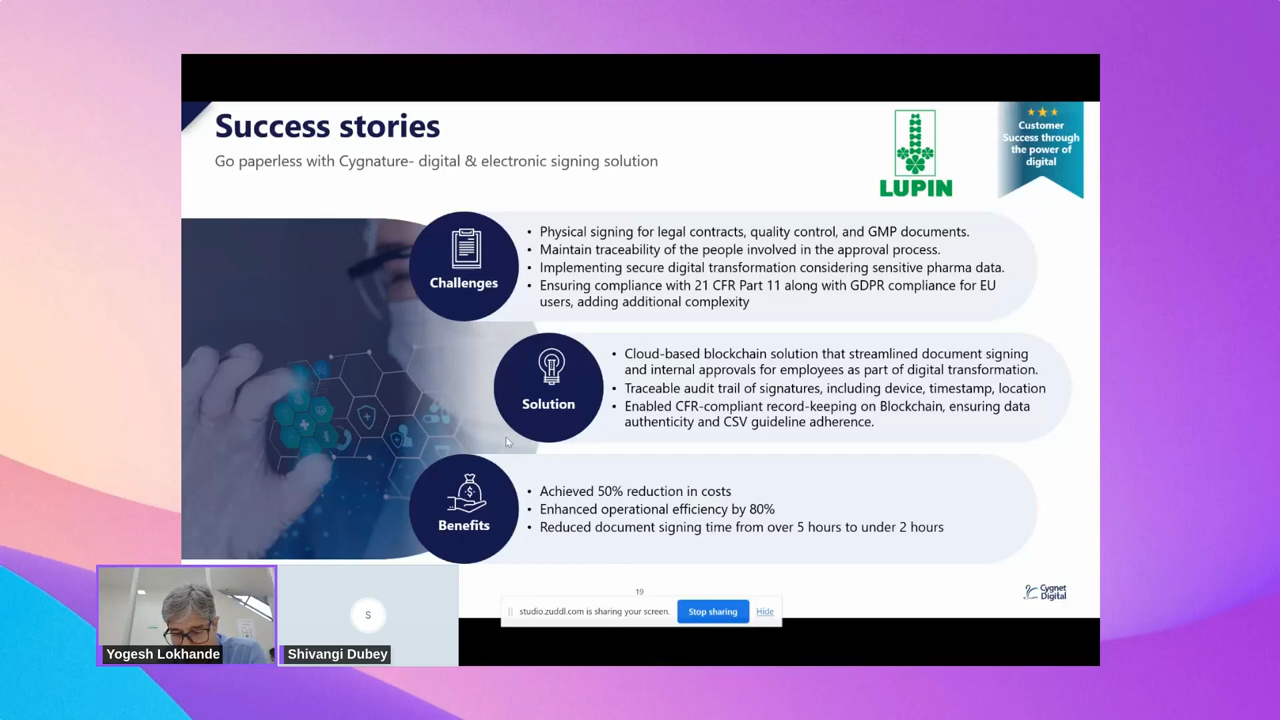 Success stories
Go paperless with Cygnature- digital & electronic signing solution
LUPIN
Customer
Success through
the power of
digital
Challenges
• Physical signing for legal contracts, quality control, and GMP documents.
• Maintain traceability of the people involved in the approval process.
• Implementing secure digital transformation considering sensitive pharma data.
• Ensuring compliance with 21 CFR Part 11 along with GDPR compliance for EU
users, adding additional complexity
Solution
• Cloud-based blockchain solution that streamlined document signing
and internal approvals for employees as part of digital transformation.
• Traceable audit trail of signatures, including device, timestamp, location
• Enabled CFR-compliant record-keeping on Blockchain, ensuring data
authenticity and CSV guideline adherence.
Benefits
• Achieved 50% reduction in costs
• Enhanced operational efficiency by 80%
• Reduced document signing time from over 5 hours to under 2 hours
19
Cygnet
Digital
studio.zuddl.com is sharing your screen.
Stop sharing
Hide
Yogesh Lokhande
S
Shivangi Dubey